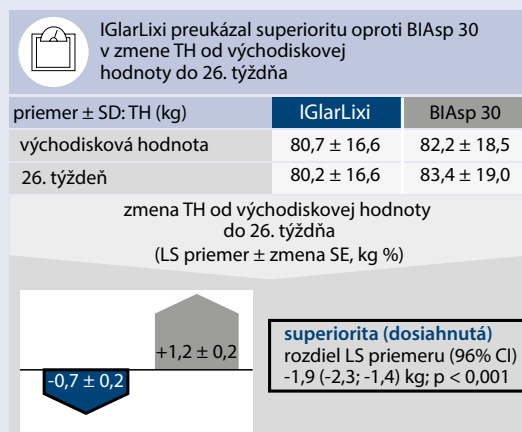 IGlarLixi preukázal superioritu oproti BIAsp 30
v zmene TH od východiskovej
hodnoty do 26. týždňa
priemer ± SD: TH (kg) IGlarLixi BIAsp 30
východisková hodnota 80,7 ± 16,6 82,2 ± 18,5
26. týždeň 80,2 ± 16,6 83,4 ± 19,0
zmena TH od východiskovej hodnoty
do 26. týždňa
(LS priemer ± zmena SE, kg %)
+1,2 ± 0,2
-0,7 ± 0,2
superiorita (dosiahnutá)
rozdiel LS priemeru (96% CI)
-1,9 (-2,3; -1,4) kg; p < 0,001